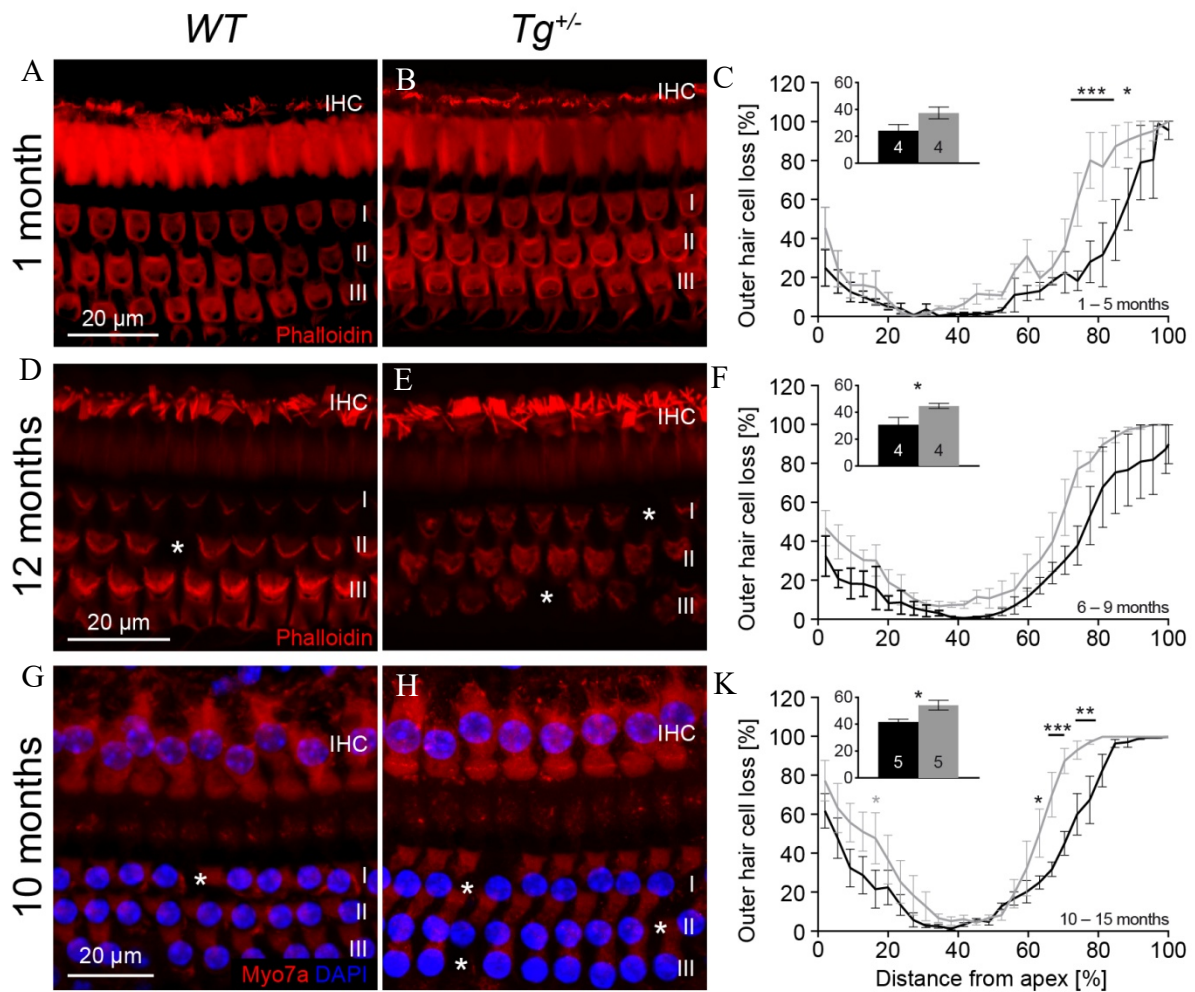 WT
Tg+/-
1 month
A
IHC
I
II
III
20 µm
Phalloidin
B
IHC
I
II
III
C
Outer hair cell loss [%]
120
100
80
60
40
20
0
60
40
20
0
4
4
*** *
1 – 5 months
0 20 40 60 80 100
12 months
D
IHC
I
* II
III
20 µm
Phalloidin
E
IHC
* I
II
* III
F
Outer hair cell loss [%]
120
100
80
60
40
20
0
60
40
20
0
*
4
4
6 – 9 months
0 20 40 60 80 100
10 months
G
IHC
* I
II
III
20 µm
Myo7a DAPI
H
IHC
* I
* II
* III
K
Outer hair cell loss [%]
120
100
80
60
40
20
0
60
40
20
0
*
5
5
**
***
* *
10 – 15 months
0 20 40 60 80 100
Distance from apex [%]